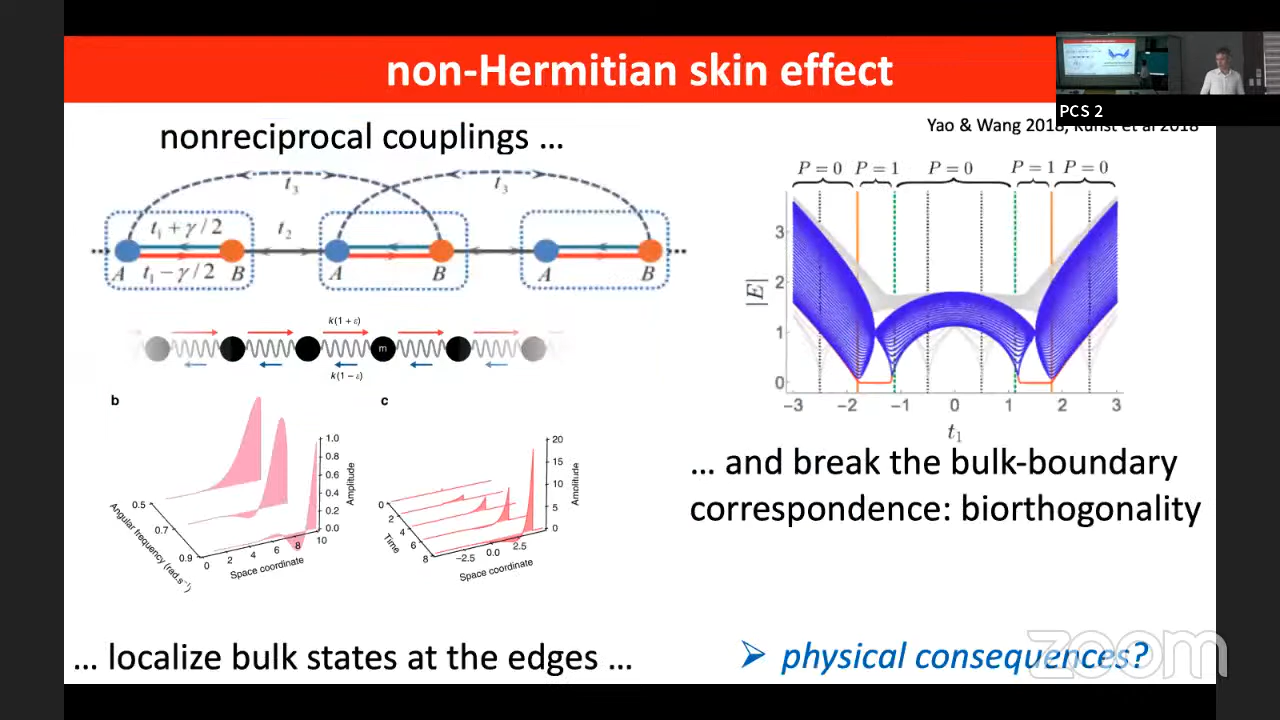 non-Hermitian skin effect
PCS 2
nonreciprocal couplings ...
Yao & Wang 2018, Kunst et al 2018
t₃ t₃
t₁ + γ / 2 t₂
t₁ − γ / 2
A B A B A B
k(1+ε)
m
k(1−ε)
P = 0 P = 1 P = 0 P = 1 P = 0
|E|
3
2
1
0
−3 −2 −1 0 1 2 3
t₁
b
1.0
0.8
0.6
0.4
0.2
0.0
Amplitude
0.5
0.7
0.9
Angular frequency (rad.s⁻¹)
0 2 4 6 8 10
Space coordinate
c
20
15
10
5
0
Amplitude
0
2
4
6
8
Time
−2.5 0.0 2.5
Space coordinate
... and break the bulk-boundary
correspondence: biorthogonality
... localize bulk states at the edges ...
➢ physical consequences?
zoom